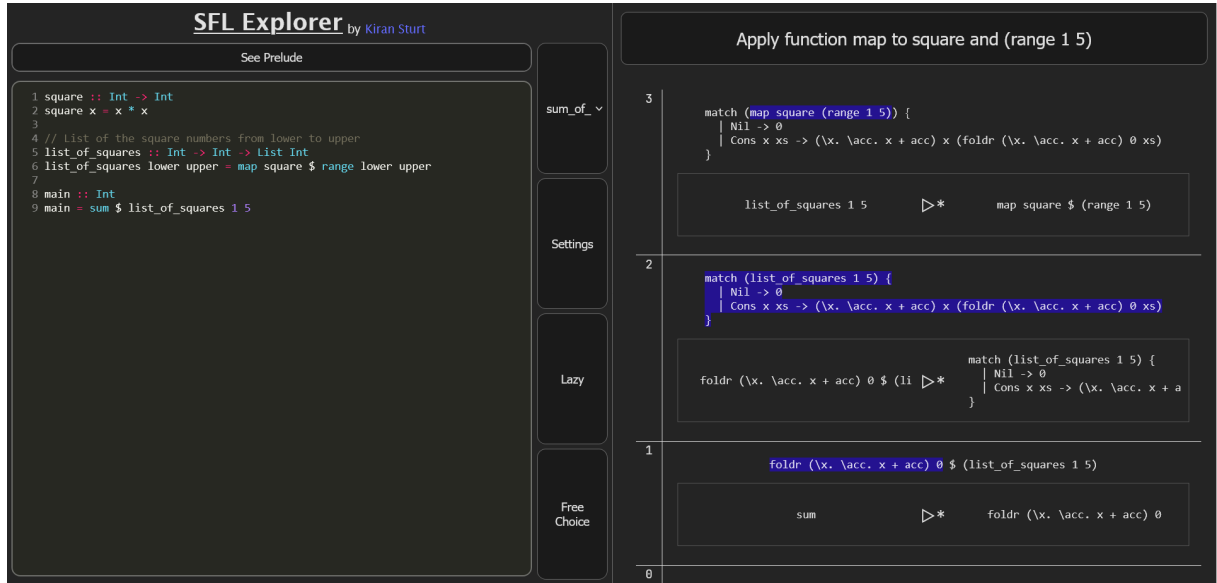 SFL Explorer by Kiran Sturt
See Prelude
1 square :: Int -> Int
2 square x = x * x
3
4 // List of the square numbers from lower to upper
5 list_of_squares :: Int -> Int -> List Int
6 list_of_squares lower upper = map square $ range lower upper
7
8 main :: Int
9 main = sum $ list_of_squares 1 5
sum_of_
Settings
Lazy
Free
Choice
Apply function map to square and (range 1 5)
3
match (map square (range 1 5)) {
| Nil -> 0
| Cons x xs -> (\x. \acc. x + acc) x (foldr (\x. \acc. x + acc) 0 xs)
}
list_of_squares 1 5 ▷* map square $ (range 1 5)
2
match (list_of_squares 1 5) {
| Nil -> 0
| Cons x xs -> (\x. \acc. x + acc) x (foldr (\x. \acc. x + acc) 0 xs)
}
foldr (\x. \acc. x + acc) 0 $ (li ▷*
match (list_of_squares 1 5) {
| Nil -> 0
| Cons x xs -> (\x. \acc. x + a
}
1
foldr (\x. \acc. x + acc) 0 $ (list_of_squares 1 5)
sum ▷* foldr (\x. \acc. x + acc) 0
0